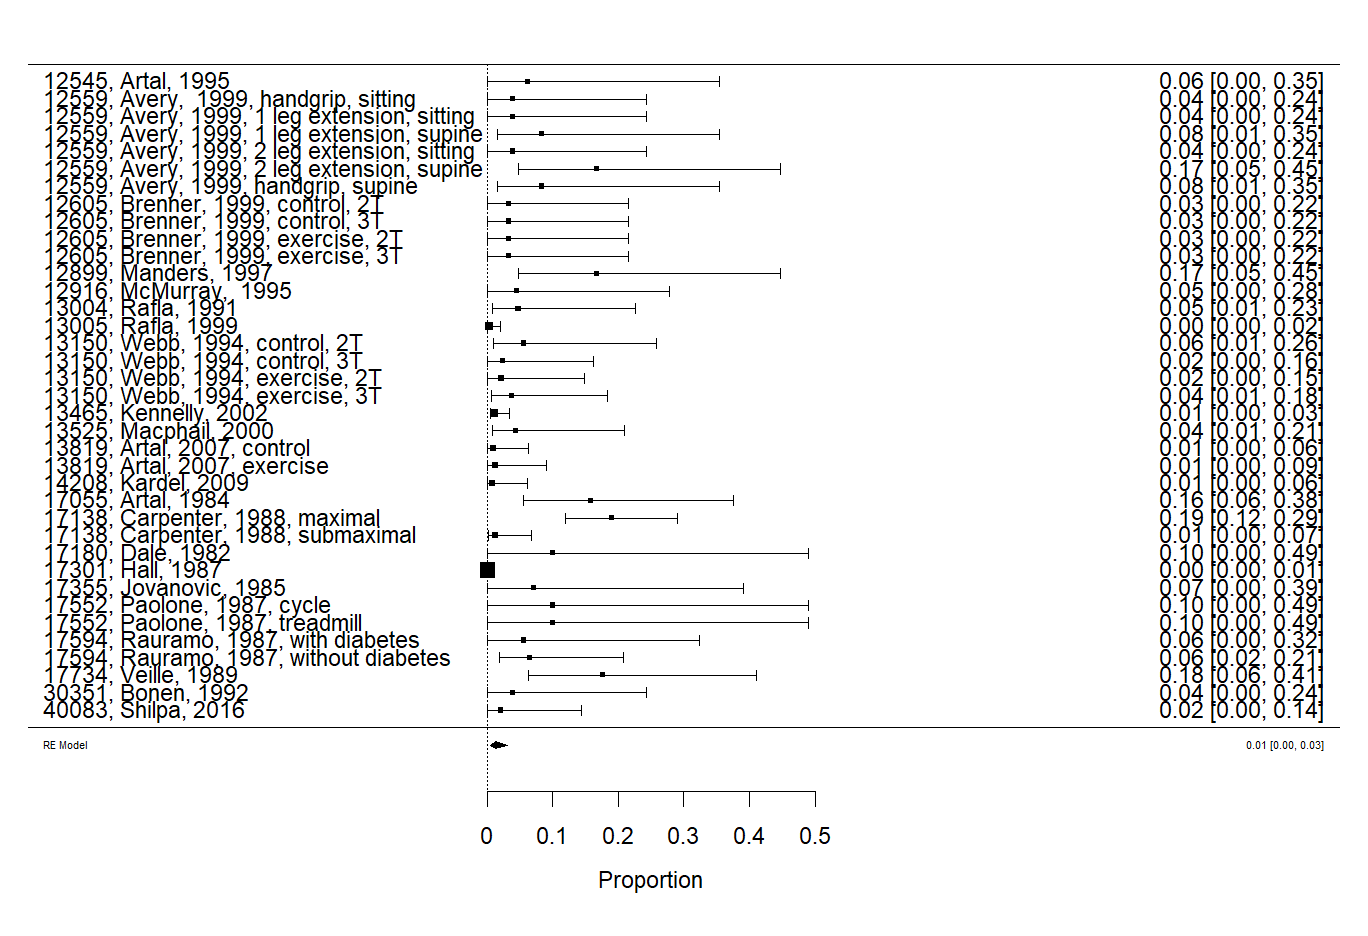 12545, Artal, 1995 0.06 [0.00, 0.35]
12559, Avery,  1999, handgrip, sitting 0.04 [0.00, 0.24]
12559, Avery, 1999, 1 leg extension, sitting 0.04 [0.00, 0.24]
12559, Avery, 1999, 1 leg extension, supine 0.08 [0.01, 0.35]
12559, Avery, 1999, 2 leg extension, sitting 0.04 [0.00, 0.24]
12559, Avery, 1999, 2 leg extension, supine 0.17 [0.05, 0.45]
12559, Avery, 1999, handgrip, supine 0.08 [0.01, 0.35]
12605, Brenner, 1999, control, 2T 0.03 [0.00, 0.22]
12605, Brenner, 1999, control, 3T 0.03 [0.00, 0.22]
12605, Brenner, 1999, exercise, 2T 0.03 [0.00, 0.22]
12605, Brenner, 1999, exercise, 3T 0.03 [0.00, 0.22]
12899, Manders, 1997 0.17 [0.05, 0.45]
12916, McMurray,  1995 0.05 [0.00, 0.28]
13004, Rafla, 1991 0.05 [0.01, 0.23]
13005, Rafla, 1999 0.00 [0.00, 0.02]
13150, Webb, 1994, control, 2T 0.06 [0.01, 0.26]
13150, Webb, 1994, control, 3T 0.02 [0.00, 0.16]
13150, Webb, 1994, exercise, 2T 0.02 [0.00, 0.15]
13150, Webb, 1994, exercise, 3T 0.04 [0.01, 0.18]
13465, Kennelly, 2002 0.01 [0.00, 0.03]
13525, Macphail, 2000 0.04 [0.01, 0.21]
13819, Artal, 2007, control 0.01 [0.00, 0.06]
13819, Artal, 2007, exercise 0.01 [0.00, 0.09]
14208, Kardel, 2009 0.01 [0.00, 0.06]
17055, Artal, 1984 0.16 [0.06, 0.38]
17138, Carpenter, 1988, maximal 0.19 [0.12, 0.29]
17138, Carpenter, 1988, submaximal 0.01 [0.00, 0.07]
17180, Dale, 1982 0.10 [0.00, 0.49]
17301, Hall, 1987 0.00 [0.00, 0.01]
17355, Jovanovic, 1985 0.07 [0.00, 0.39]
17552, Paolone, 1987, cycle 0.10 [0.00, 0.49]
17552, Paolone, 1987, treadmill 0.10 [0.00, 0.49]
17594, Rauramo, 1987, with diabetes 0.06 [0.00, 0.32]
17594, Rauramo, 1987, without diabetes 0.06 [0.02, 0.21]
17734, Veille, 1989 0.18 [0.06, 0.41]
30351, Bonen, 1992 0.04 [0.00, 0.24]
40083, Shilpa, 2016 0.02 [0.00, 0.14]
RE Model 0.01 [0.00, 0.03]
0 0.1 0.2 0.3 0.4 0.5
Proportion